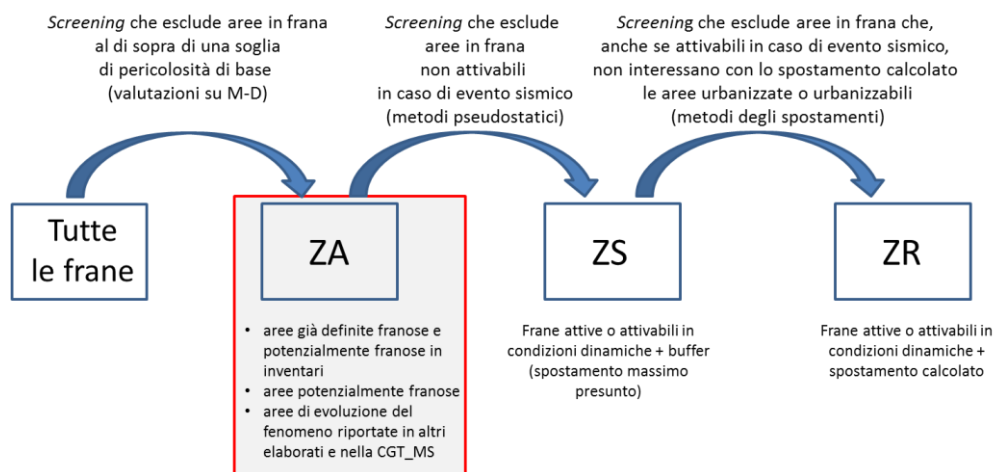 Screening che esclude aree in frana
al di sopra di una soglia
di pericolosità di base
(valutazioni su M-D)
Screening che esclude
aree in frana
non attivabili
in caso di evento sismico
(metodi pseudostatici)
Screening che esclude aree in frana che,
anche se attivabili in caso di evento sismico,
non interessano con lo spostamento calcolato
le aree urbanizzate o urbanizzabili
(metodi degli spostamenti)
Tutte
le frane
ZA
ZS
ZR
• aree già definite franose e
potenzialmente franose in
inventari
• aree potenzialmente franose
• aree di evoluzione del
fenomeno riportate in altri
elaborati e nella CGT_MS
Frane attive o attivabili in
condizioni dinamiche + buffer
(spostamento massimo
presunto)
Frane attive o attivabili in
condizioni dinamiche +
spostamento calcolato